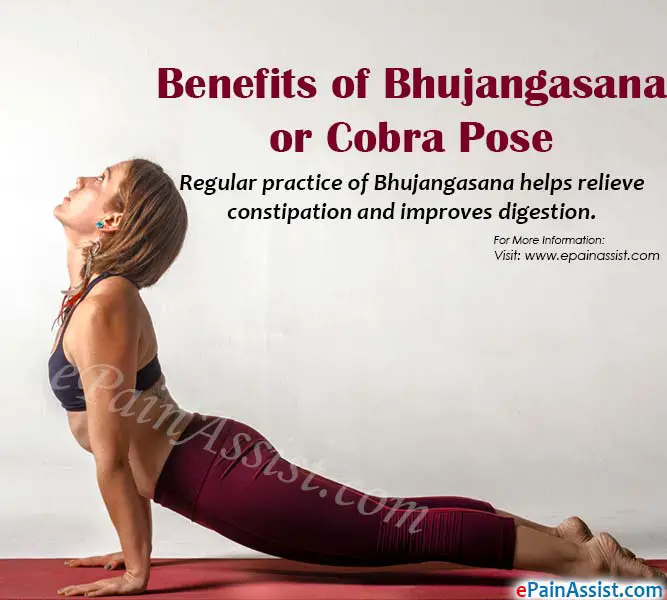 Benefits of Bhujangasana
or Cobra Pose
Regular practice of Bhujangasana helps relieve
constipation and improves digestion.
For More Information:
Visit: www.epainassist.com
ePainAssist.com
ePainAssist.com